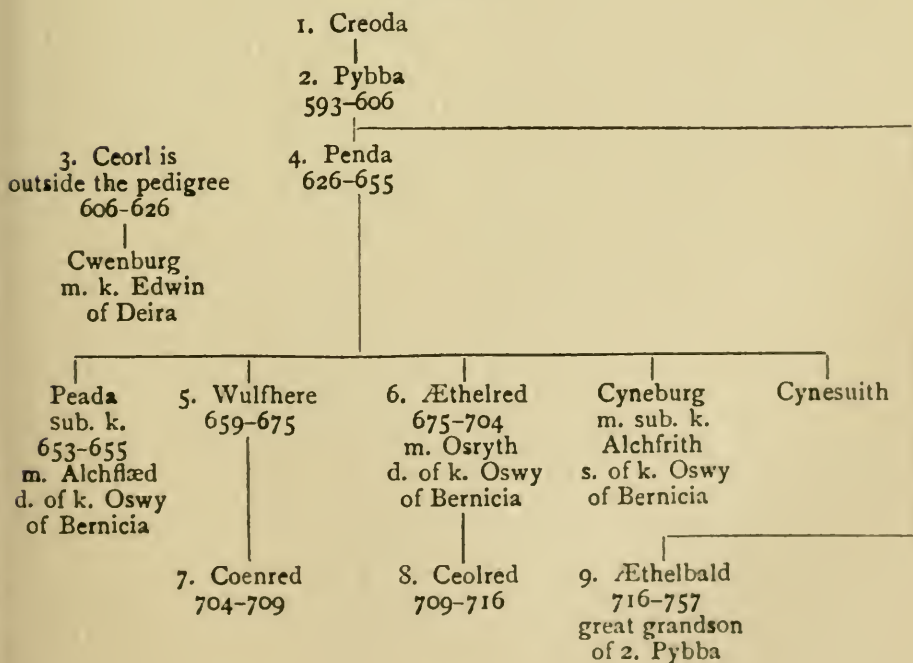 1. Creoda
2. Pybba
593–606
3. Ceorl is
outside the pedigree
606–626
Cwenburg
m. k. Edwin
of Deira
4. Penda
626–655
Peada
sub. k.
653–655
m. Alchflæd
d. of k. Oswy
of Bernicia
5. Wulfhere
659–675
6. Æthelred
675–704
m. Osryth
d. of k. Oswy
of Bernicia
Cyneburg
m. sub. k.
Alchfrith
s. of k. Oswy
of Bernicia
Cynesuith
7. Coenred
704–709
8. Ceolred
709–716
9. Æthelbald
716–757
great grandson
of 2. Pybba